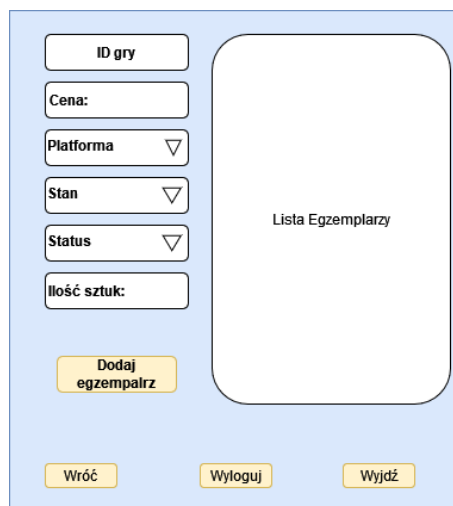 ID gry
Cena:
Platforma
Stan
Status
Ilość sztuk:
Dodaj
egzempalrz
Lista Egzemplarzy
Wróć
Wyloguj
Wyjdź